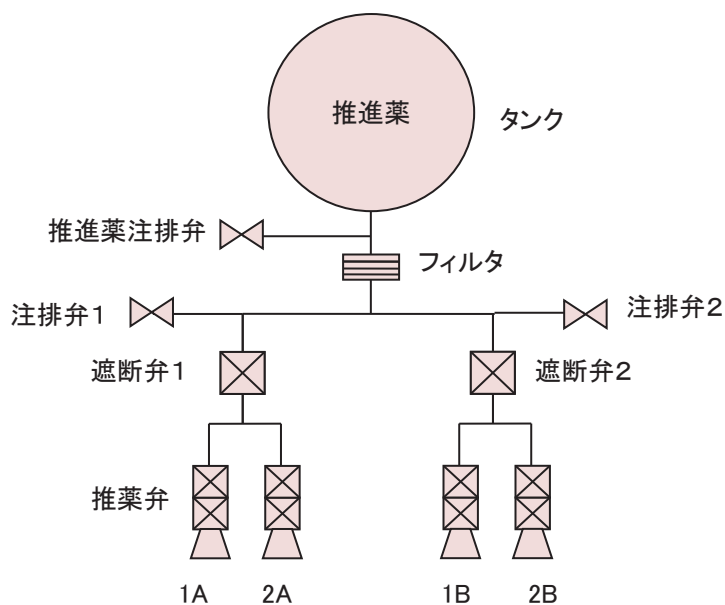 推進薬
タンク
推進薬注排弁
フィルタ
注排弁1
注排弁2
遮断弁1
遮断弁2
推薬弁
1A
2A
1B
2B